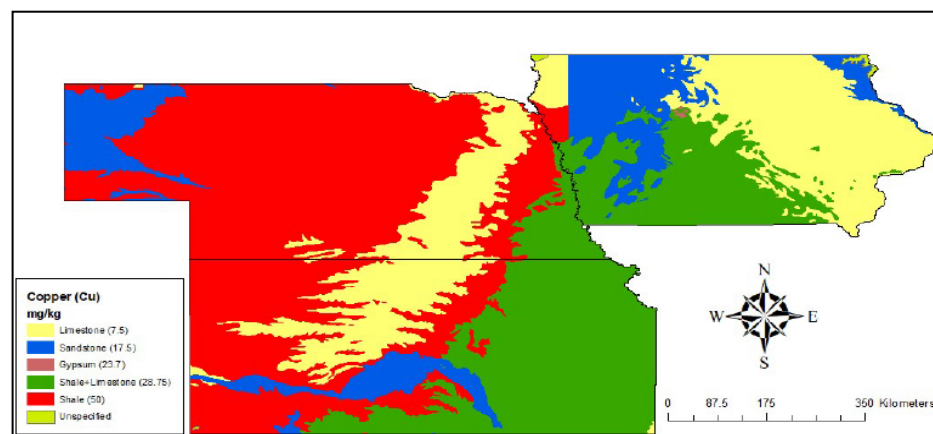 N
W E
S
Copper (Cu)
mg/kg
Limestone (7.5)
Sandstone (17.5)
Gypsum (23.7)
Shale+Limestone (28.75)
Shale (50)
Unspecified
0 87.5 175 350 Kilometers